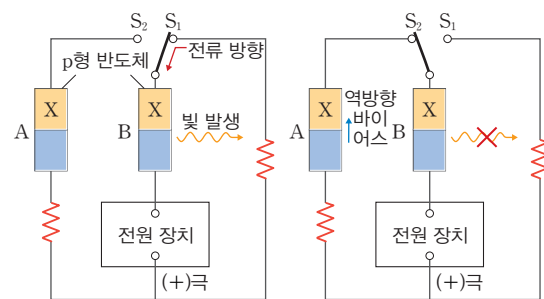 S₂ S₁
p형 반도체
전류 방향
X
X
A
B
빛 발생
전원 장치
(+)극
S₂ S₁
X
역방향
바이
어스
X
A
B
전원 장치
(+)극